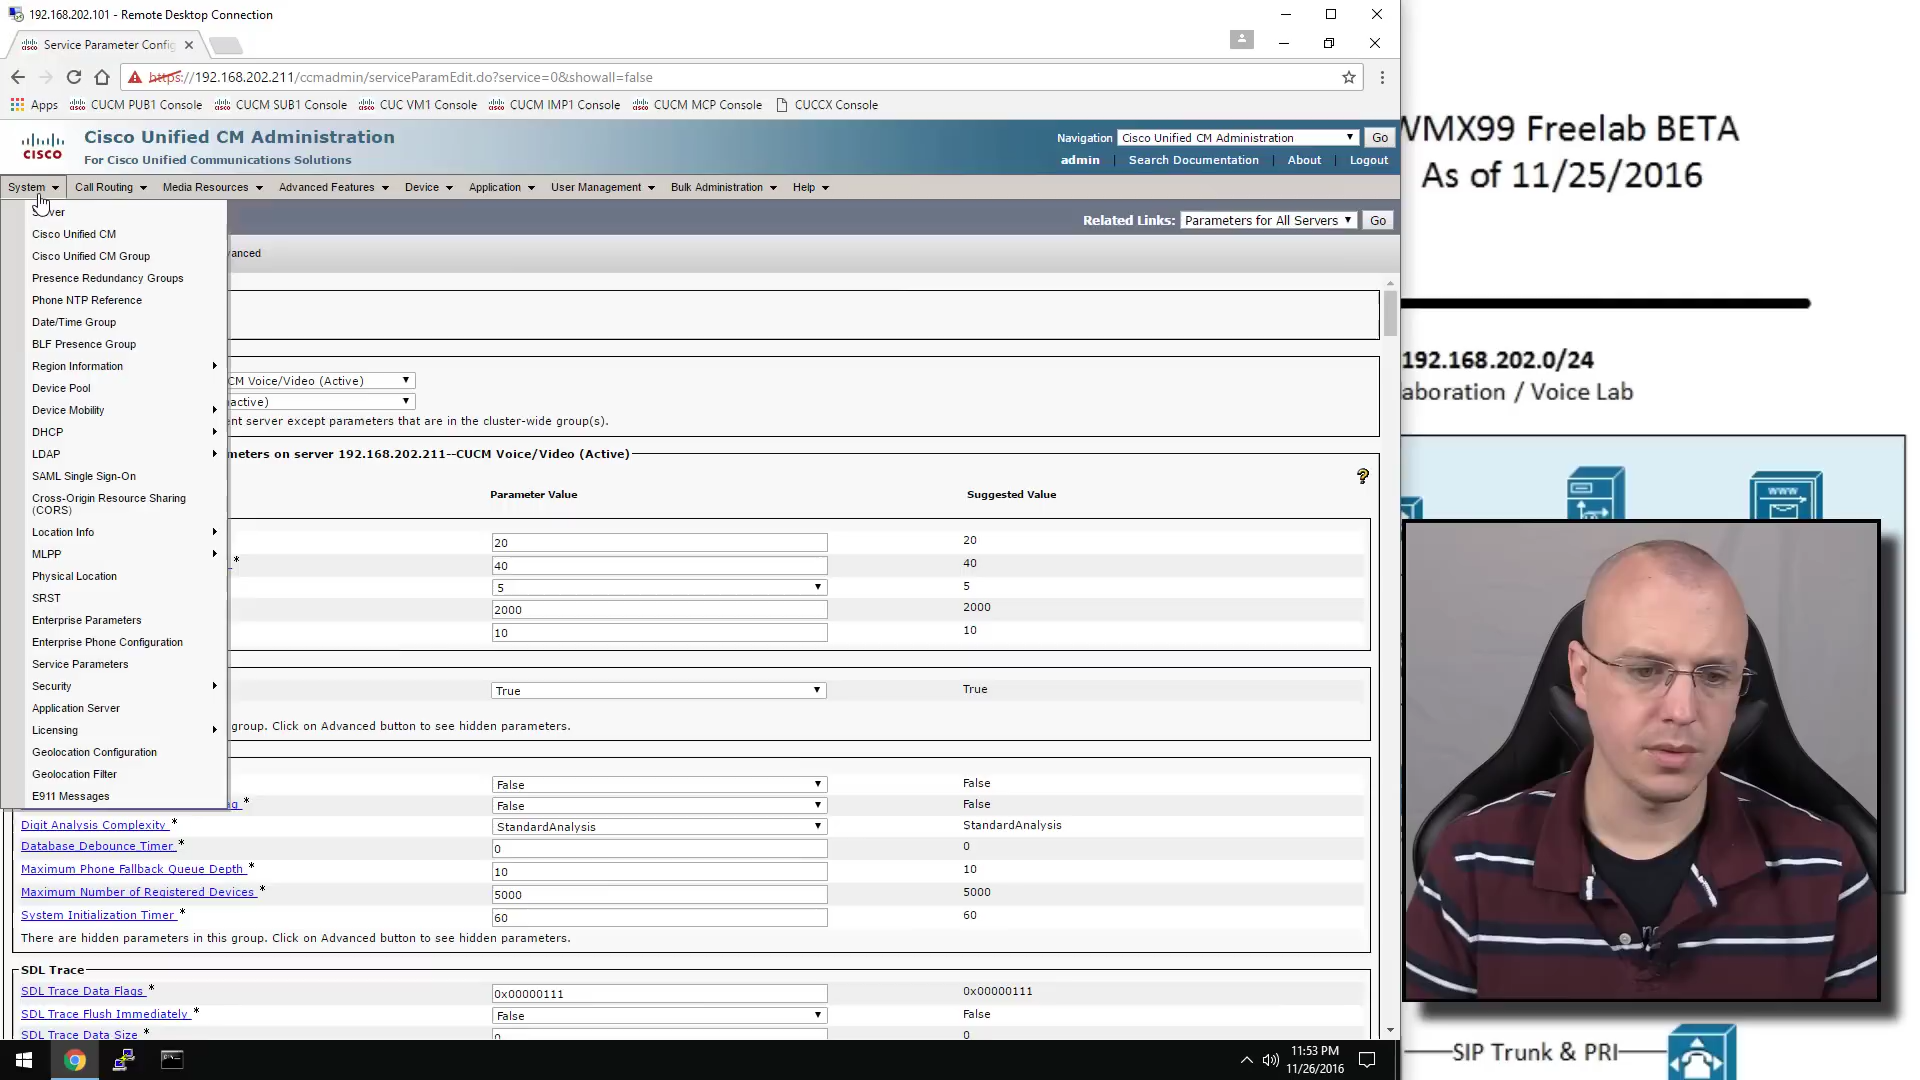 192.168.202.101 - Remote Desktop Connection
Service Parameter Config
https://192.168.202.211/ccmadmin/serviceParamEdit.do?service=0&showall=false
Apps CUCM PUB1 Console CUCM SUB1 Console CUC VM1 Console CUCM IMP1 Console CUCM MCP Console CUCCX Console
CISCO
Cisco Unified CM Administration
For Cisco Unified Communications Solutions
Navigation Cisco Unified CM Administration Go
admin | Search Documentation | About | Logout
System Call Routing Media Resources Advanced Features Device Application User Management Bulk Administration Help
Related Links: Parameters for All Servers Go
Server
Cisco Unified CM
Cisco Unified CM Group
Presence Redundancy Groups
Phone NTP Reference
Date/Time Group
BLF Presence Group
Region Information
Device Pool
Device Mobility
DHCP
LDAP
SAML Single Sign-On
Cross-Origin Resource Sharing
(CORS)
Location Info
MLPP
Physical Location
SRST
Enterprise Parameters
Enterprise Phone Configuration
Service Parameters
Security
Application Server
Licensing
Geolocation Configuration
Geolocation Filter
E911 Messages
vanced
CM Voice/Video (Active)
active)
ent server except parameters that are in the cluster-wide group(s).
meters on server 192.168.202.211--CUCM Voice/Video (Active)
?
Parameter Value Suggested Value
20 20
* 40 40
5 5
2000 2000
10 10
True True
group. Click on Advanced button to see hidden parameters.
False False
ag * False False
Digit Analysis Complexity * StandardAnalysis StandardAnalysis
Database Debounce Timer * 0 0
Maximum Phone Fallback Queue Depth * 10 10
Maximum Number of Registered Devices * 5000 5000
System Initialization Timer * 60 60
There are hidden parameters in this group. Click on Advanced button to see hidden parameters.
SDL Trace
SDL Trace Data Flags * 0x00000111 0x00000111
SDL Trace Flush Immediately * False False
SDL Trace Data Size * 0 0
11:53 PM
11/26/2016
WMX99 Freelab BETA
As of 11/25/2016
192.168.202.0/24
aboration / Voice Lab
WWW
SIP Trunk & PRI